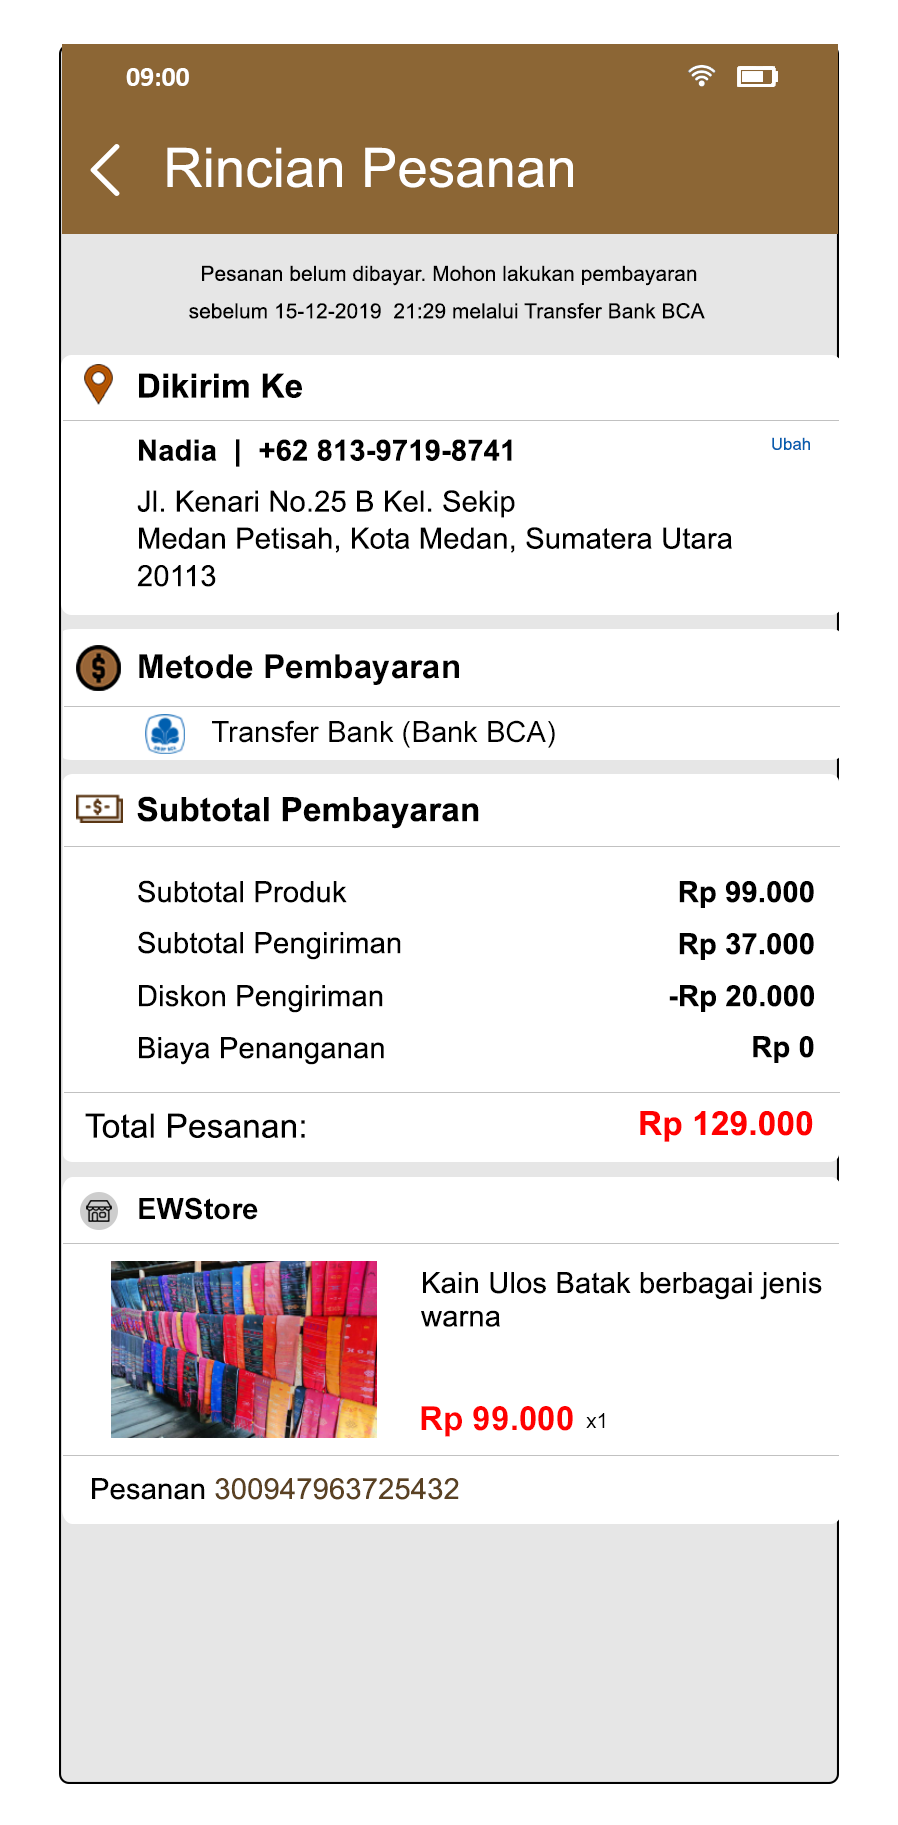 09:00
Rincian Pesanan
Pesanan belum dibayar. Mohon lakukan pembayaran
sebelum 15-12-2019 21:29 melalui Transfer Bank BCA
Dikirim Ke
Nadia | +62 813-9719-8741
Ubah
Jl. Kenari No.25 B Kel. Sekip
Medan Petisah, Kota Medan, Sumatera Utara
20113
Metode Pembayaran
Transfer Bank (Bank BCA)
Subtotal Pembayaran
Subtotal Produk Rp 99.000
Subtotal Pengiriman Rp 37.000
Diskon Pengiriman -Rp 20.000
Biaya Penanganan Rp 0
Total Pesanan: Rp 129.000
EWStore
Kain Ulos Batak berbagai jenis
warna
Rp 99.000 x1
Pesanan 300947963725432